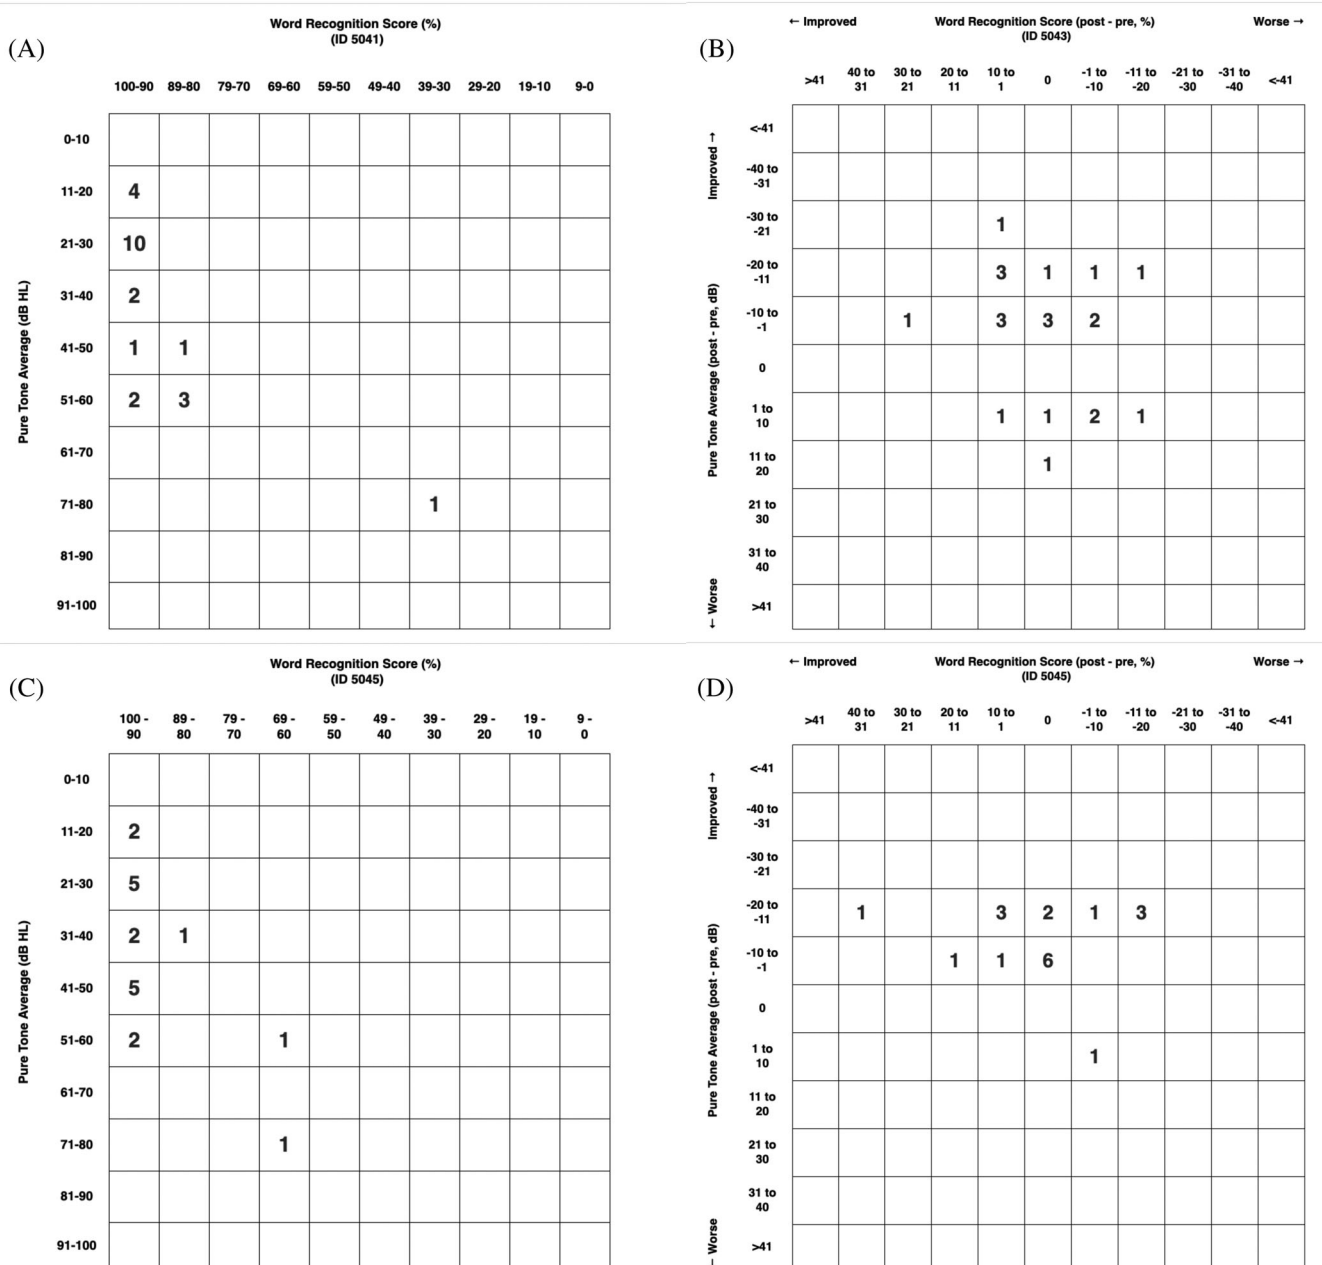 (A)
Word Recognition Score (%)
(ID 5041)
100-90 89-80 79-70 69-60 59-50 49-40 39-30 29-20 19-10 9-0
Pure Tone Average (dB HL)
0-10
11-20 4
21-30 10
31-40 2
41-50 1 1
51-60 2 3
61-70
71-80 1
81-90
91-100
(B)
← Improved Word Recognition Score (post - pre, %) Worse →
(ID 5043)
>41 40 to 31 30 to 21 20 to 11 10 to 1 0 -1 to -10 -11 to -20 -21 to -30 -31 to -40 <-41
Improved →
Pure Tone Average (post - pre, dB)
← Worse
<-41
-40 to -31
-30 to -21 1
-20 to -11 3 1 1 1
-10 to -1 1 3 3 2
0
1 to 10 1 1 2 1
11 to 20 1
21 to 30
31 to 40
>41
(C)
Word Recognition Score (%)
(ID 5045)
100 - 90 89 - 80 79 - 70 69 - 60 59 - 50 49 - 40 39 - 30 29 - 20 19 - 10 9 - 0
Pure Tone Average (dB HL)
0-10
11-20 2
21-30 5
31-40 2 1
41-50 5
51-60 2 1
61-70
71-80 1
81-90
91-100
(D)
← Improved Word Recognition Score (post - pre, %) Worse →
(ID 5045)
>41 40 to 31 30 to 21 20 to 11 10 to 1 0 -1 to -10 -11 to -20 -21 to -30 -31 to -40 <-41
Improved →
Pure Tone Average (post - pre, dB)
Worse
<-41
-40 to -31
-30 to -21
-20 to -11 1 3 2 1 3
-10 to -1 1 1 6
0
1 to 10 1
11 to 20
21 to 30
31 to 40
>41